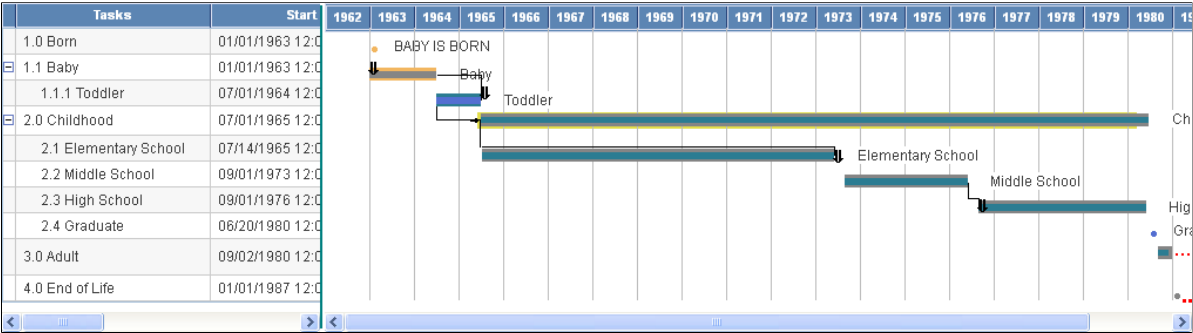 Tasks Start 1962 1963 1964 1965 1966 1967 1968 1969 1970 1971 1972 1973 1974 1975 1976 1977 1978 1979 1980 19
1.0 Born 01/01/1963 12:0 BABY IS BORN
1.1 Baby 01/01/1963 12:0 Baby
1.1.1 Toddler 07/01/1964 12:0 Toddler
2.0 Childhood 07/01/1965 12:0 Ch
2.1 Elementary School 07/14/1965 12:0 Elementary School
2.2 Middle School 09/01/1973 12:0 Middle School
2.3 High School 09/01/1976 12:0 Hig
2.4 Graduate 06/20/1980 12:0 Gra
3.0 Adult 09/02/1980 12:0
4.0 End of Life 01/01/1987 12:0